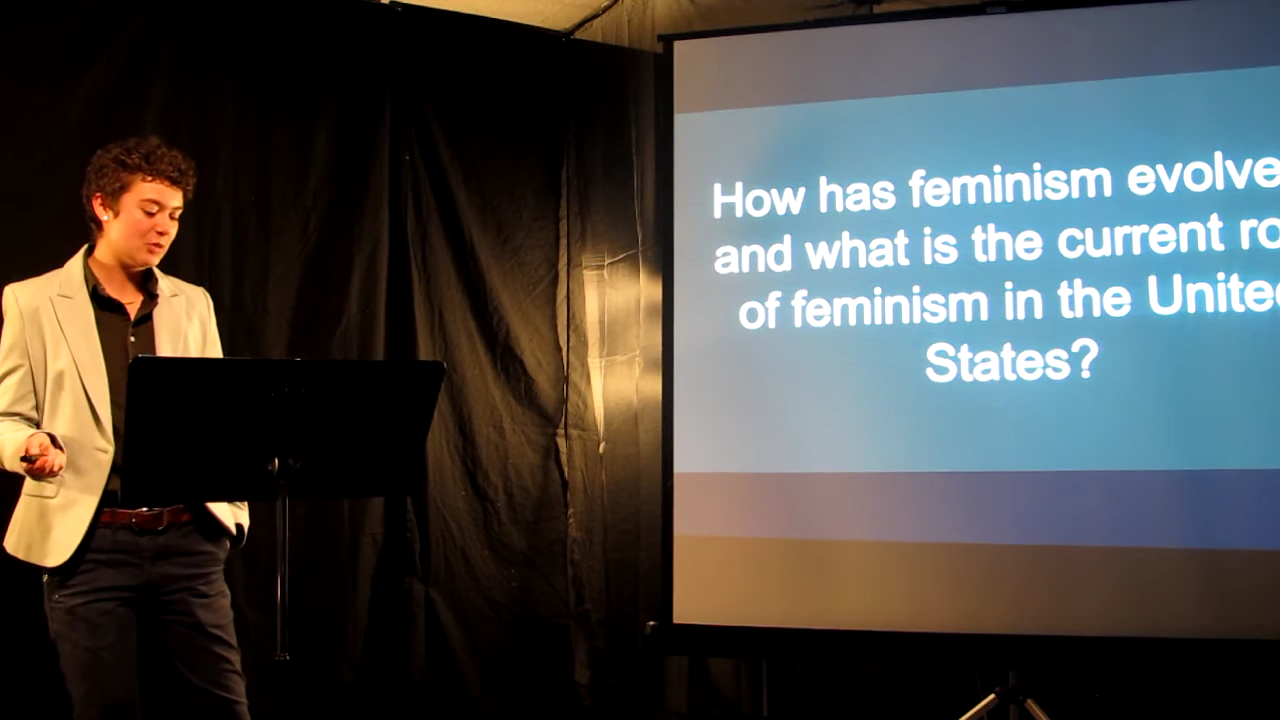 How has feminism evolve
and what is the current ro
of feminism in the Unite
States?